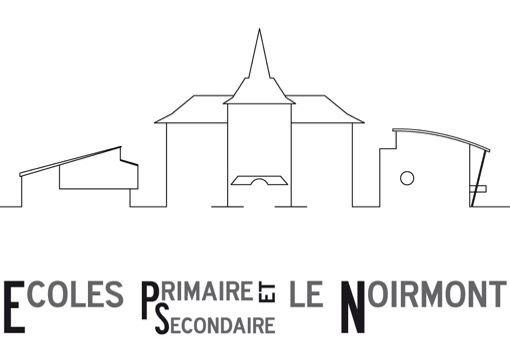 ECOLES PRIMAIRE ET LE NOIRMONT
SECONDAIRE